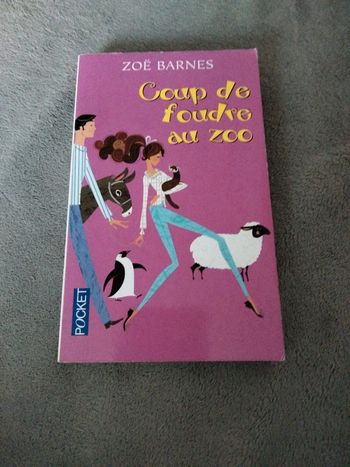 ZOË BARNES
Coup de
foudre
au zoo
POCKET